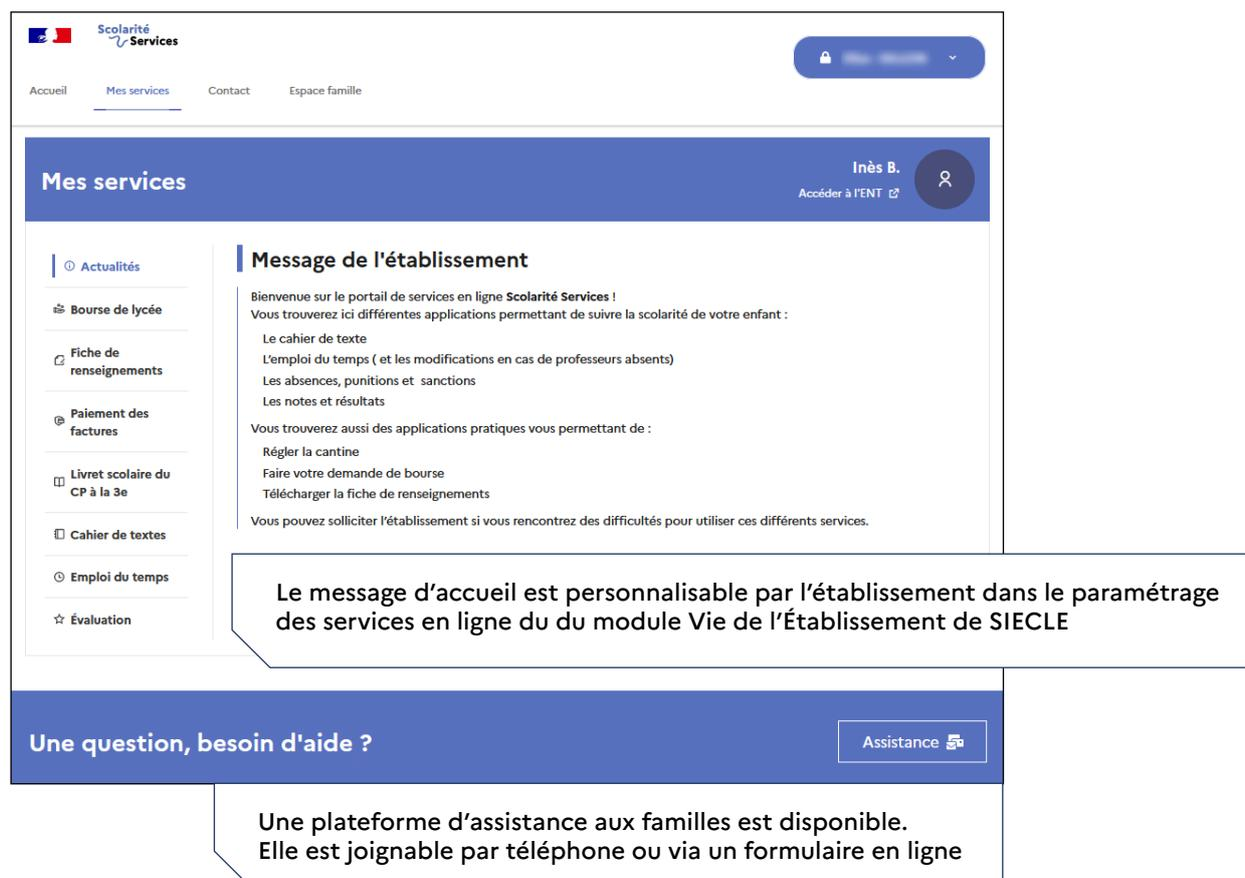 Scolarité
Services
Accueil
Mes services
Contact
Espace famille
Mes services
Inès B.
Accéder à l'ENT
Actualités
Bourse de lycée
Fiche de
renseignements
Paiement des
factures
Livret scolaire du
CP à la 3e
Cahier de textes
Emploi du temps
Évaluation
Message de l'établissement
Bienvenue sur le portail de services en ligne Scolarité Services !
Vous trouverez ici différentes applications permettant de suivre la scolarité de votre enfant :
Le cahier de texte
L'emploi du temps ( et les modifications en cas de professeurs absents)
Les absences, punitions et sanctions
Les notes et résultats
Vous trouverez aussi des applications pratiques vous permettant de :
Régler la cantine
Faire votre demande de bourse
Télécharger la fiche de renseignements
Vous pouvez solliciter l'établissement si vous rencontrez des difficultés pour utiliser ces différents services.
Le message d'accueil est personnalisable par l'établissement dans le paramétrage
des services en ligne du du module Vie de l'Établissement de SIECLE
Une question, besoin d'aide ?
Assistance
Une plateforme d'assistance aux familles est disponible.
Elle est joignable par téléphone ou via un formulaire en ligne